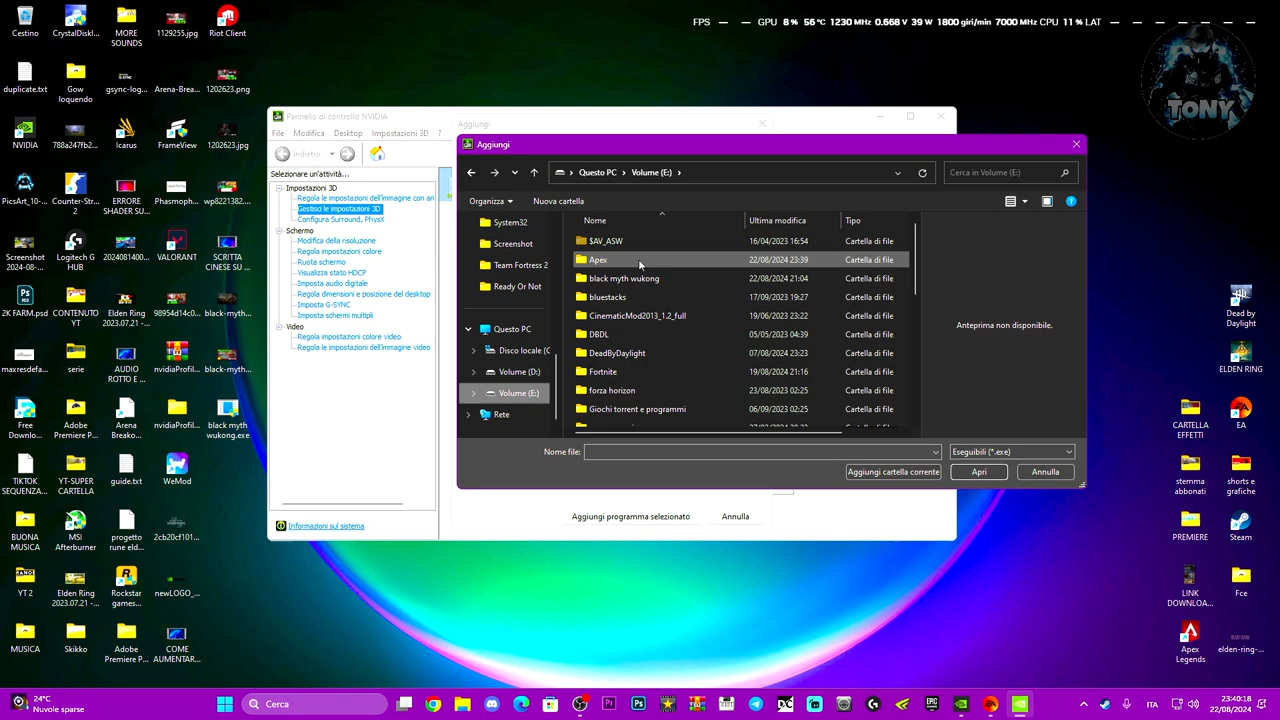 FPS — — GPU 8 % 56 °C 1230 MHz 0.668 V 39 W 1800 giri/min 7000 MHz CPU 11 % LAT — — — — — —
TONY
Cestino
CrystalDiskI...
MORE SOUNDS
1129255.jpg
Riot Client
duplicate.txt
Gow loquendo
gsync-log...
Arena-Brea...
1202623.png
NVIDIA
788a247fb2...
Icarus
FrameView
1202623.jpg
PicsArt_10-...
Counter-Str... 2
ERRORE SHADER SU...
PhasmoPh...
wp8221382...
Screenshot 2024-08-...
Logitech G HUB
20240814​00...
VALORANT
SCRITTA CINESE SU ...
2K FARM.psd
CONTENUTO YT
Elden Ring 2023.07.21 -...
Imposta...
98954d14c0...
maxresdefa...
serie
AUDIO ROTTO E ...
nvidiaProfil...
black-myth...
Free Downlo...
Adobe Premiere P...
Arena Breako...
nvidiaProfil...
black myth wukong.exe
TIKTOK SEQUENZA...
YT-SUPER CARTELLA
guide.txt
WeMod
BUONA MUSICA
MSI Afterburner
progetto rune eld...
2cb20cf101...
YT 2
Elden Ring 2023.07.21 -...
Rockstar games...
newLOGO_...
MUSICA
Skikko
Adobe Premiere P...
COME AUMENTAR...
Pannello di controllo NVIDIA
File Modifica Desktop Impostazioni 3D ?
Indietro
Selezionare un'attività...
Impostazioni 3D
Regola le impostazioni dell'immagine con an
Gestisci le impostazioni 3D
Configura Surround, PhysX
Schermo
Modifica della risoluzione
Regola impostazioni colore
Ruota schermo
Visualizza stato HDCP
Imposta audio digitale
Regola dimensioni e posizione del desktop
Imposta G-SYNC
Imposta schermi multipli
Video
Regola impostazioni colore video
Regola le impostazioni dell'immagine video
Informazioni sul sistema
Aggiungi
Aggiungi
Questo PC > Volume (E:) >
Cerca in Volume (E:)
Organizza
Nuova cartella
System32
Screenshot
Team Fortress 2
Ready Or Not
Questo PC
Disco locale (C
Volume (D:)
Volume (E:)
Rete
Nome Ultima modifica Tipo
$AV_ASW 16/04/2023 16:54 Cartella di file
Apex 22/08/2024 23:39 Cartella di file
black myth wukong 22/08/2024 21:04 Cartella di file
bluestacks 17/09/2023 19:27 Cartella di file
CinematicMod2013_1.2_full 19/06/2023 23:22 Cartella di file
DBDL 31/05/2023 04:39 Cartella di file
DeadByDaylight 07/08/2024 23:23 Cartella di file
Fortnite 19/08/2024 21:16 Cartella di file
forza horizon 23/08/2023 02:25 Cartella di file
Giochi torrent e programmi 06/09/2023 02:25 Cartella di file
Anteprima non disponibile.
Nome file:
Eseguibili (*.exe)
Aggiungi cartella corrente
Apri
Annulla
Aggiungi programma selezionato
Annulla
Dead by Daylight
ELDEN RING
CARTELLA EFFETTI
EA
stemma abbonati
shorts e grafiche
PREMIERE
Steam
LINK DOWNLOA...
Fce
Apex Legends
elden-ring-...
24°C
Nuvole sparse
Cerca
ITA
23:40:18
22/08/2024